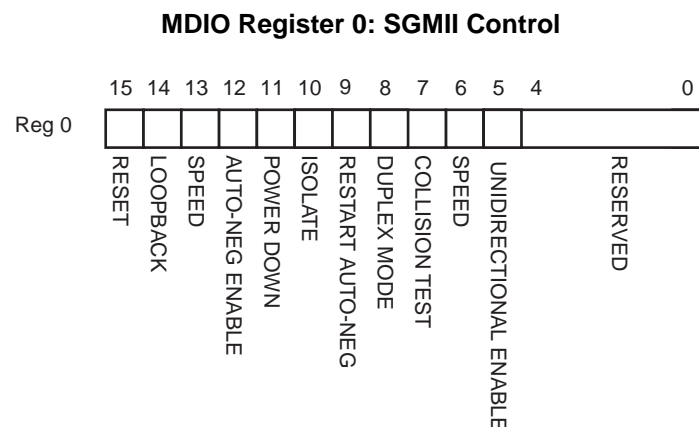 MDIO Register 0: SGMII Control
15 14 13 12 11 10 9 8 7 6 5 4 0
Reg 0
RESET
LOOPBACK
SPEED
AUTO-NEG ENABLE
POWER DOWN
ISOLATE
RESTART AUTO-NEG
DUPLEX MODE
COLLISION TEST
SPEED
UNIDIRECTIONAL ENABLE
RESERVED